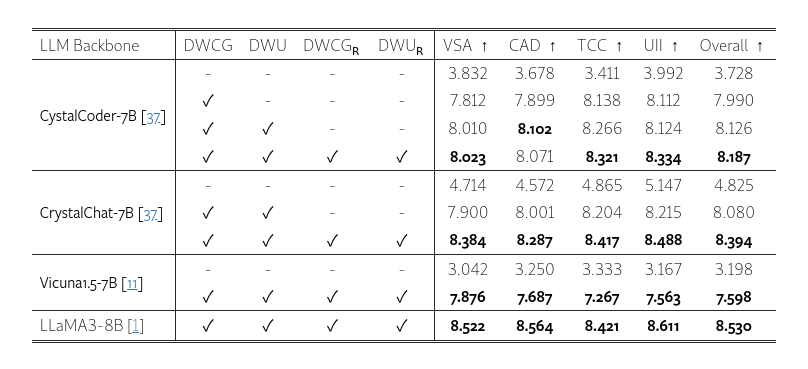 LLM Backbone DWCG DWU DWCG_R DWU_R VSA ↑ CAD ↑ TCC ↑ UII ↑ Overall ↑
- - - - 3.832 3.678 3.411 3.992 3.728
✓ - - - 7.812 7.899 8.138 8.112 7.990
CystalCoder-7B [37]
✓ ✓ - - 8.010 8.102 8.266 8.124 8.126
✓ ✓ ✓ ✓ 8.023 8.071 8.321 8.334 8.187
- - - - 4.714 4.572 4.865 5.147 4.825
CrystalChat-7B [37] ✓ ✓ - - 7.900 8.001 8.204 8.215 8.080
✓ ✓ ✓ ✓ 8.384 8.287 8.417 8.488 8.394
- - - - 3.042 3.250 3.333 3.167 3.198
Vicuna1.5-7B [11]
✓ ✓ ✓ ✓ 7.876 7.687 7.267 7.563 7.598
LLaMA3-8B [1] ✓ ✓ ✓ ✓ 8.522 8.564 8.421 8.611 8.530